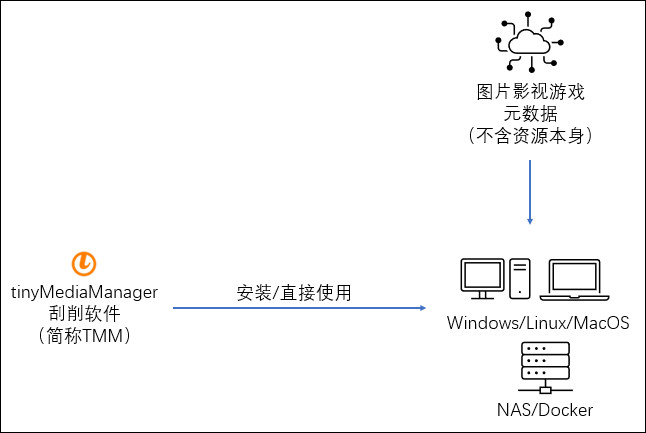 图片影视游戏
元数据
（不含资源本身）
tinyMediaManager
刮削软件
（简称TMM）
安装/直接使用
Windows/Linux/MacOS
NAS/Docker